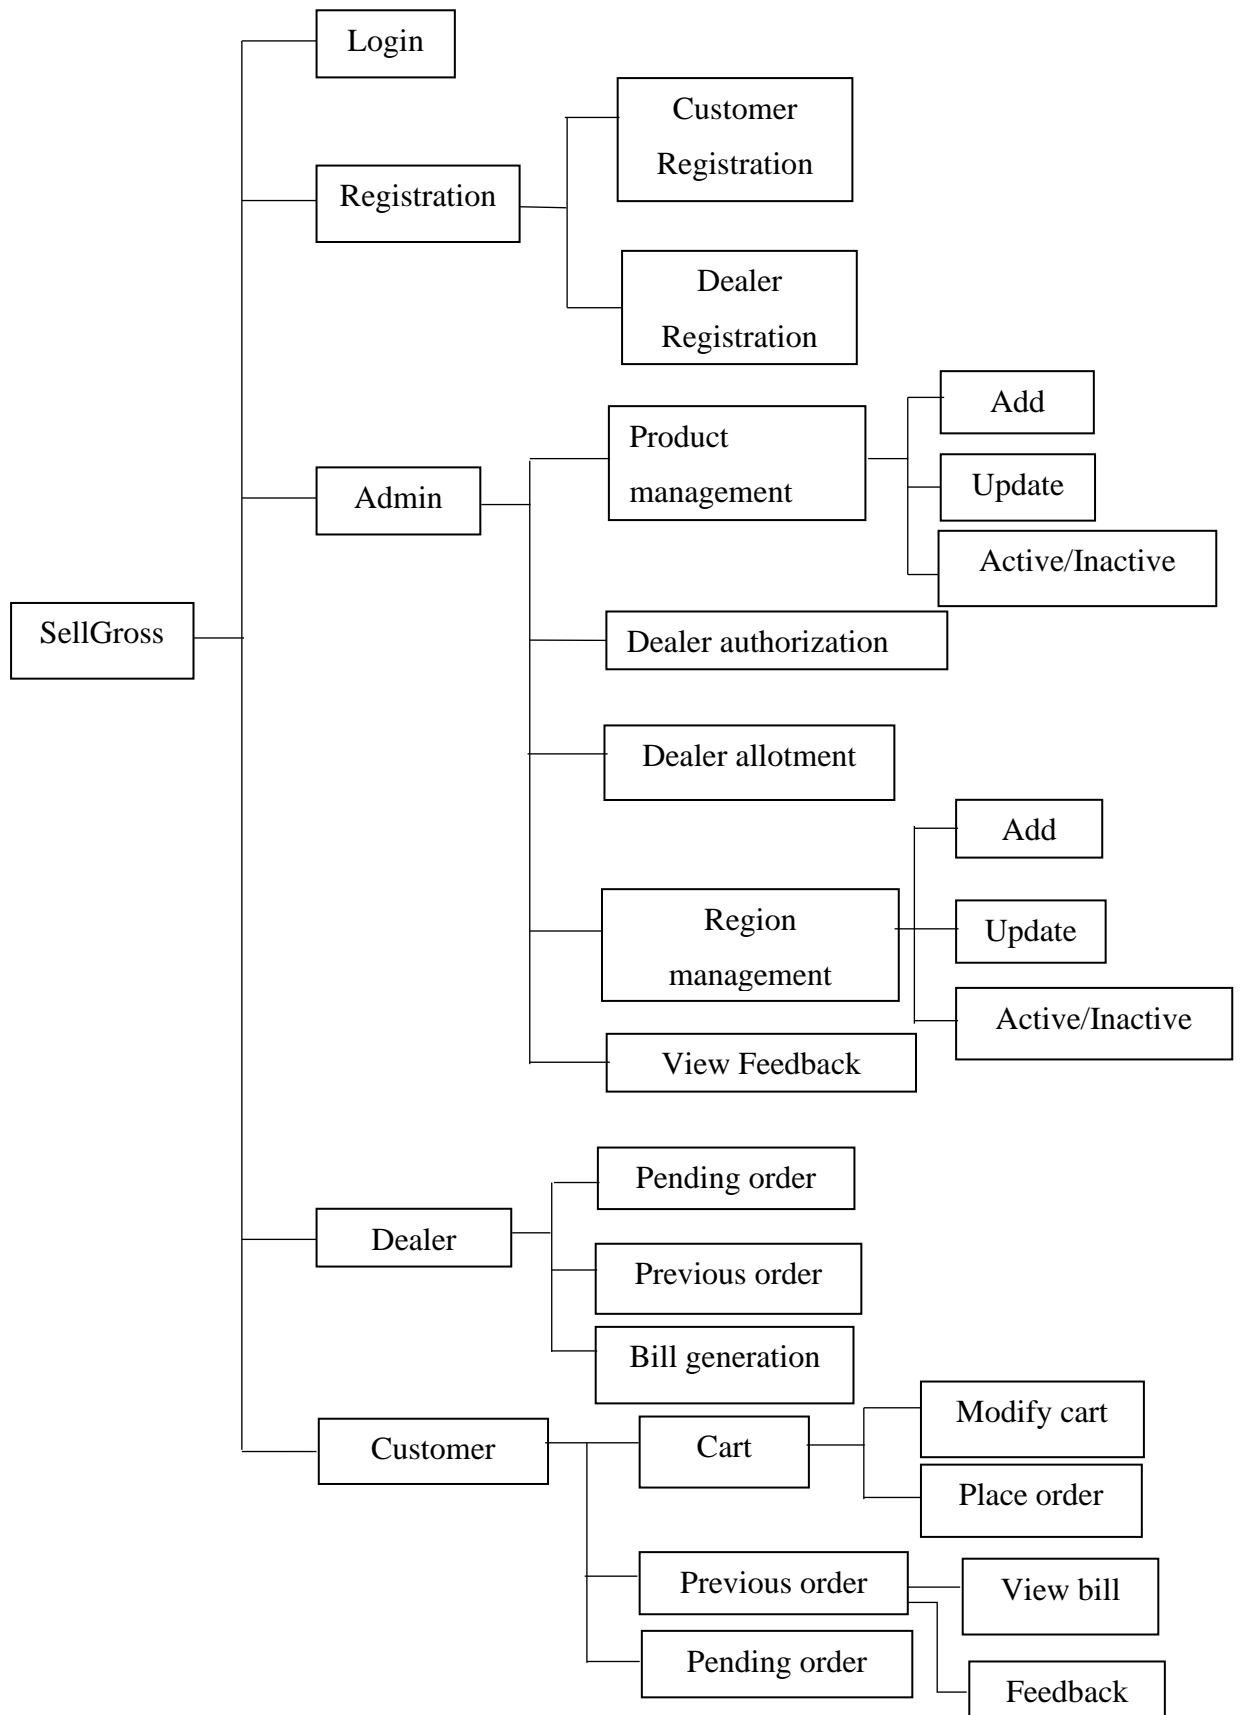 Login
Customer
Registration
Registration
Dealer
Registration
Add
Product
management
Update
Admin
Active/Inactive
SellGross
Dealer authorization
Dealer allotment
Add
Region
management
Update
Active/Inactive
View Feedback
Pending order
Dealer
Previous order
Bill generation
Modify cart
Customer
Cart
Place order
Previous order
View bill
Pending order
Feedback